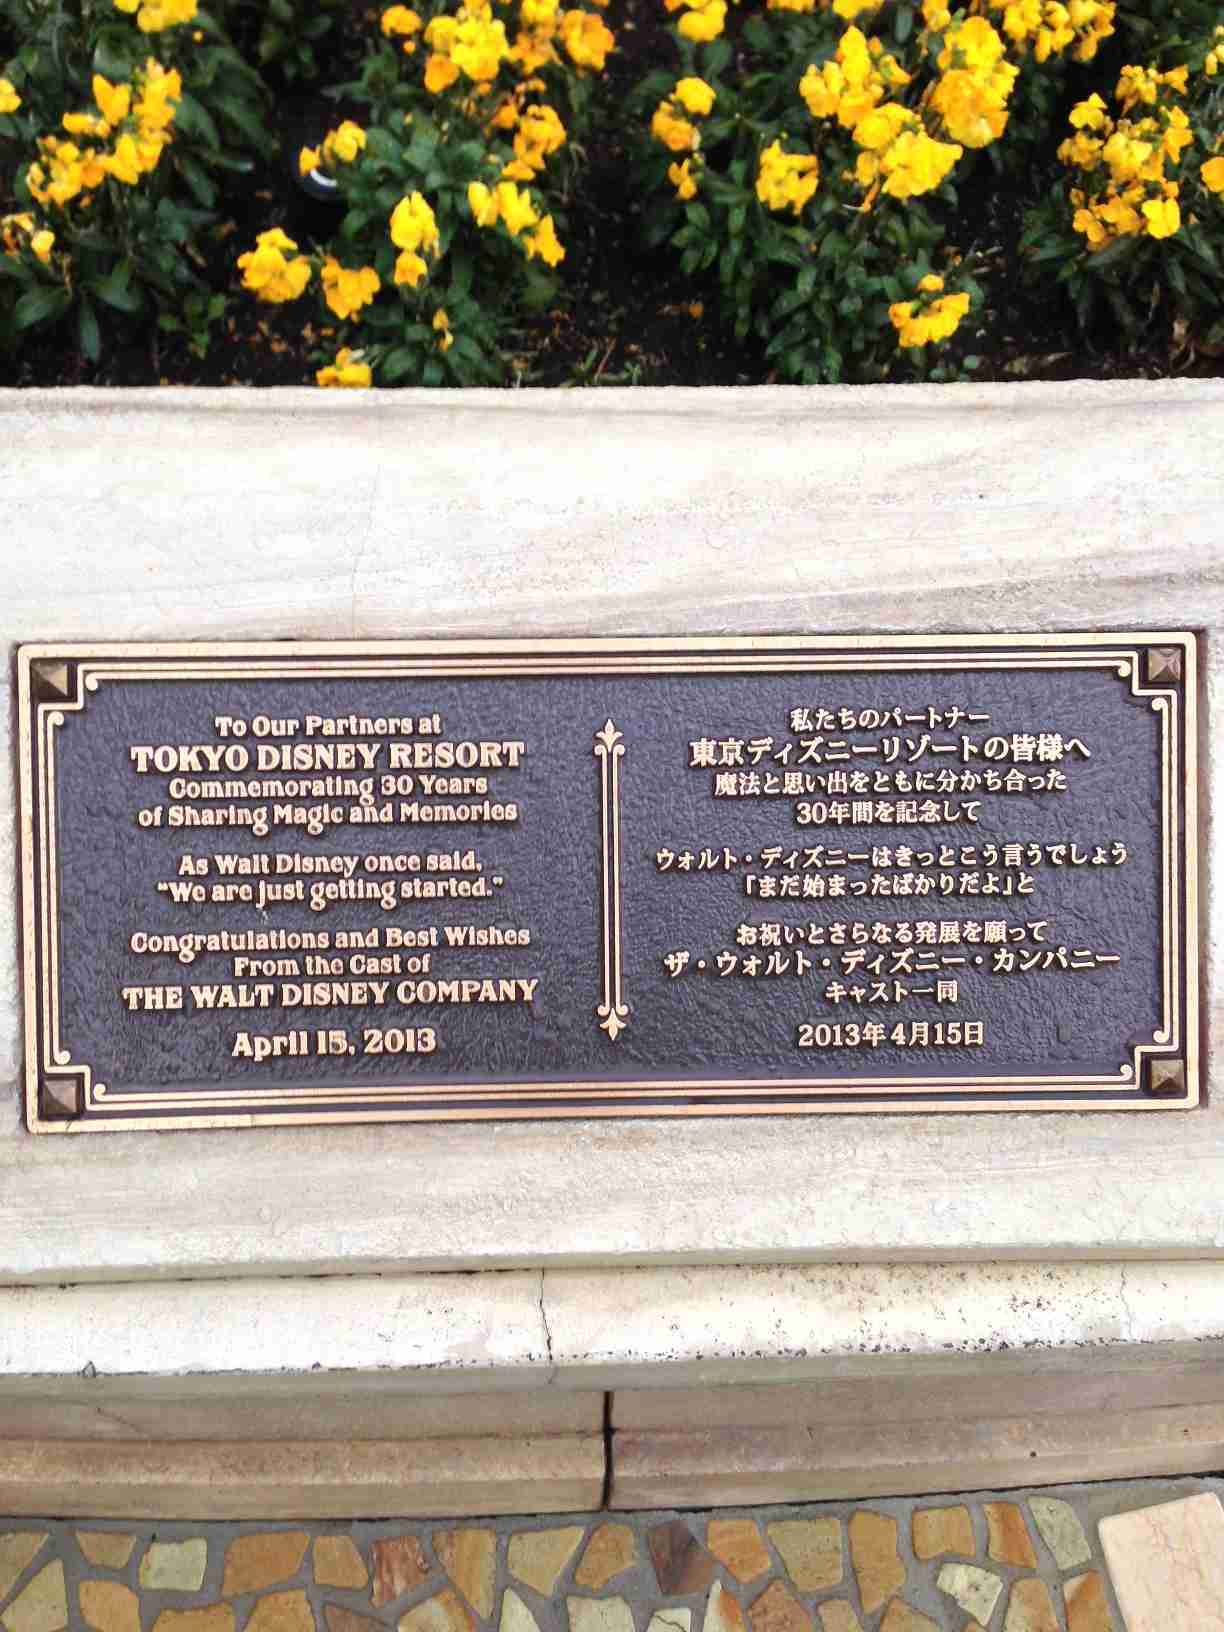 To Our Partners at
TOKYO DISNEY RESORT
Commemorating 30 Years
of Sharing Magic and Memories
As Walt Disney once said,
"We are just getting started."
Congratulations and Best Wishes
From the Cast of
THE WALT DISNEY COMPANY
April 15, 2013
私たちのパートナー
東京ディズニーリゾートの皆様へ
魔法と思い出をともに分かち合った
30年間を記念して
ウォルト・ディズニーはきっとこう言うでしょう
「まだ始まったばかりだよ」と
お祝いとさらなる発展を願って
ザ・ウォルト・ディズニー・カンパニー
キャスト一同
2013年4月15日